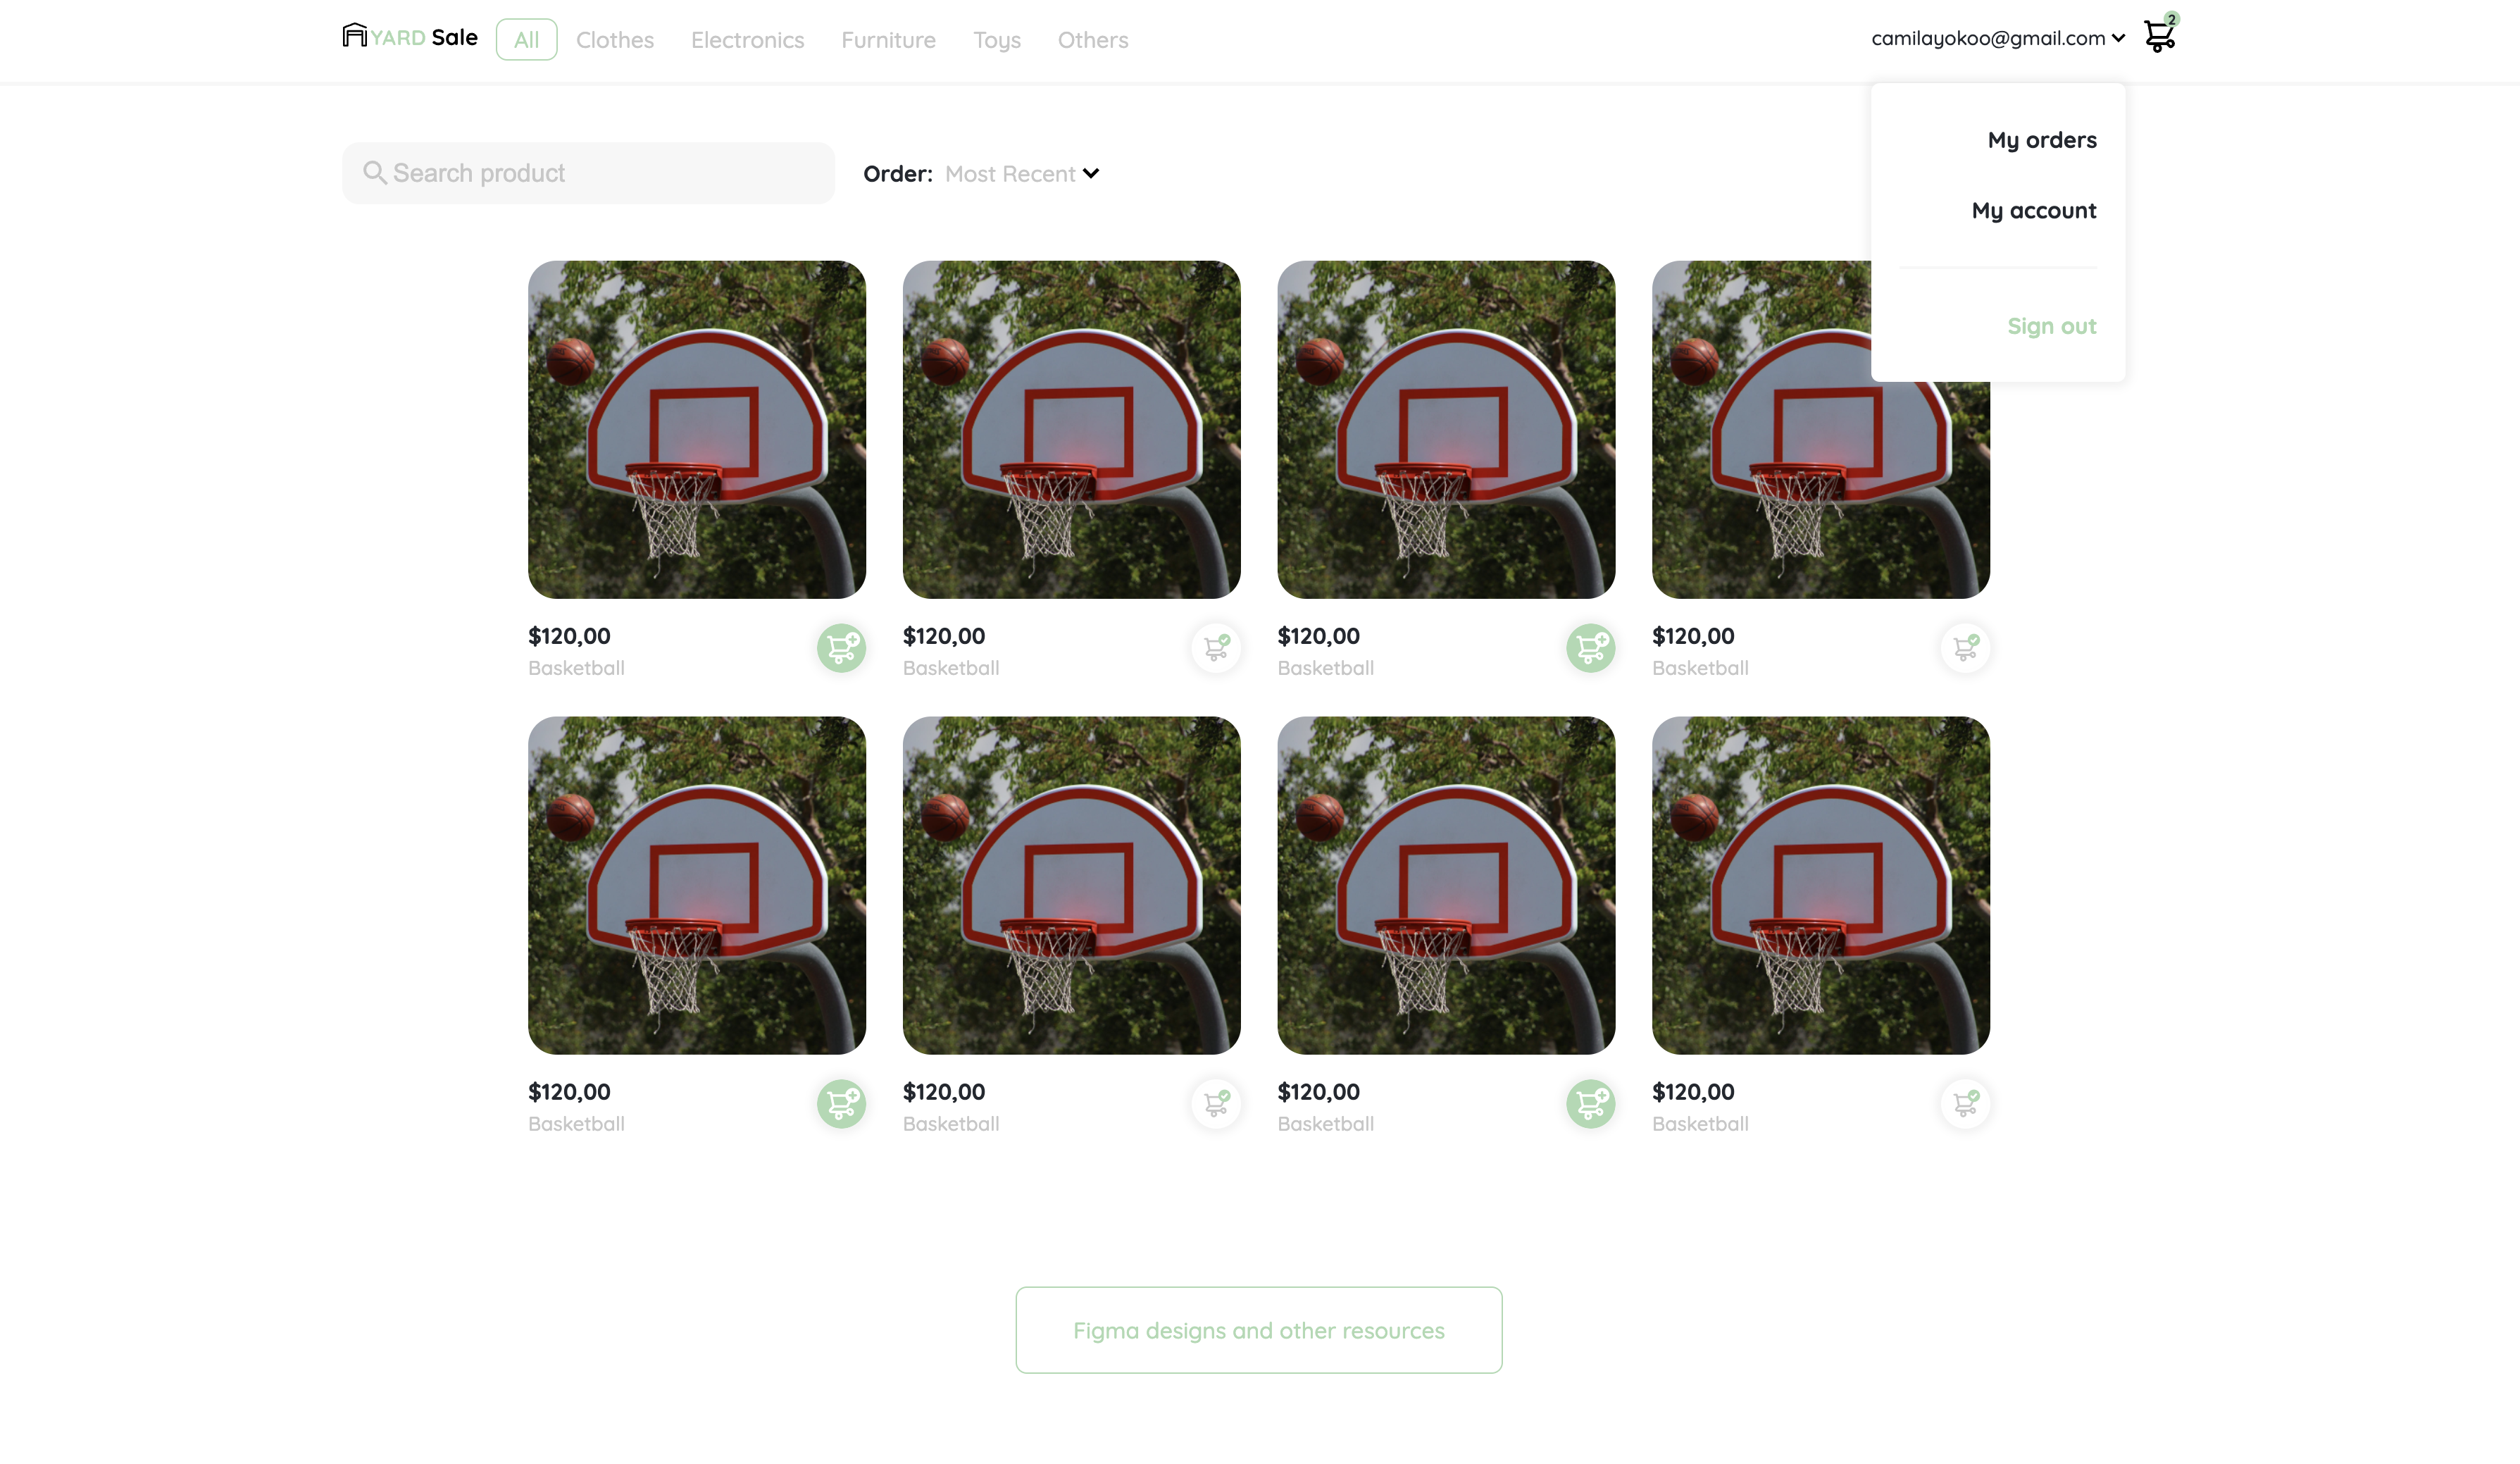 YARD Sale All Clothes Electronics Furniture Toys Others camilayokoo@gmail.com 2
My orders
My account
Sign out
Search product Order: Most Recent
$120,00 $120,00 $120,00 $120,00
Basketball Basketball Basketball Basketball
$120,00 $120,00 $120,00 $120,00
Basketball Basketball Basketball Basketball
Figma designs and other resources